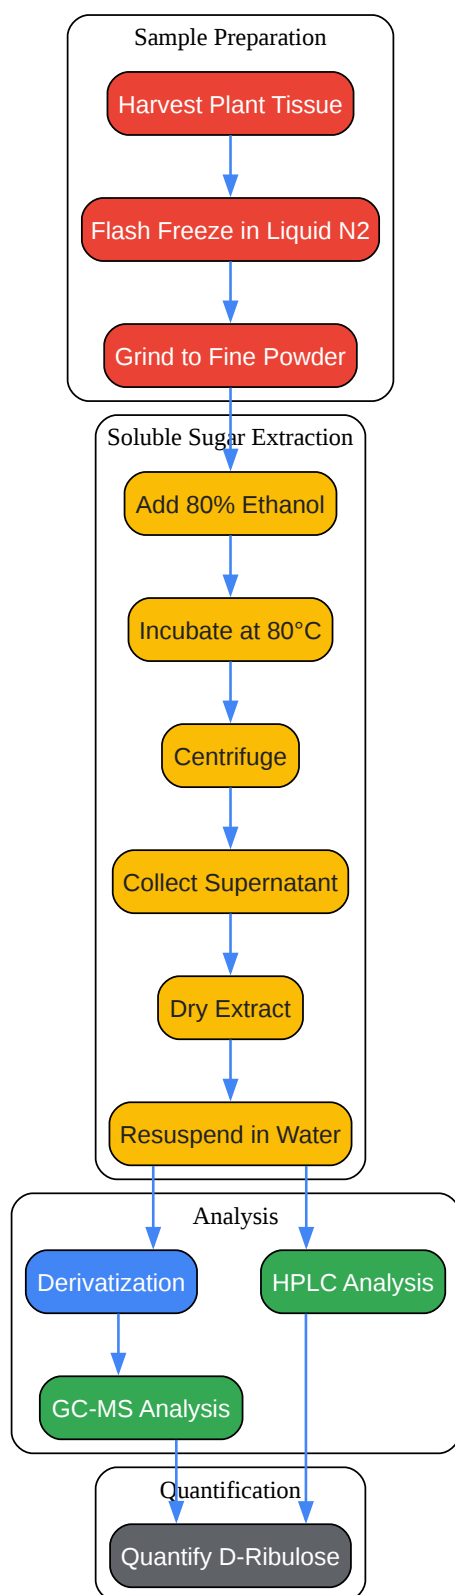 Sample Preparation
Harvest Plant Tissue
Flash Freeze in Liquid N2
Grind to Fine Powder
Soluble Sugar Extraction
Add 80% Ethanol
Incubate at 80°C
Centrifuge
Collect Supernatant
Dry Extract
Resuspend in Water
Analysis
Derivatization
HPLC Analysis
GC-MS Analysis
Quantification
Quantify D-Ribulose